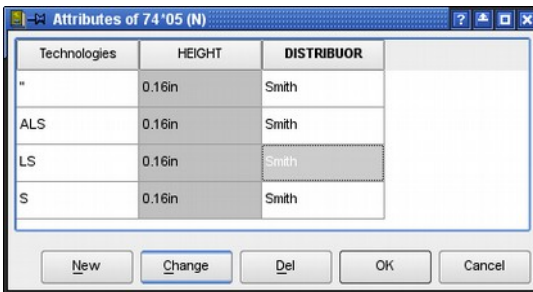 Attributes of 74*05 (N)
Technologies HEIGHT DISTRIBUOR
'' 0.16in Smith
ALS 0.16in Smith
LS 0.16in Smith
S 0.16in Smith
New Change Del OK Cancel